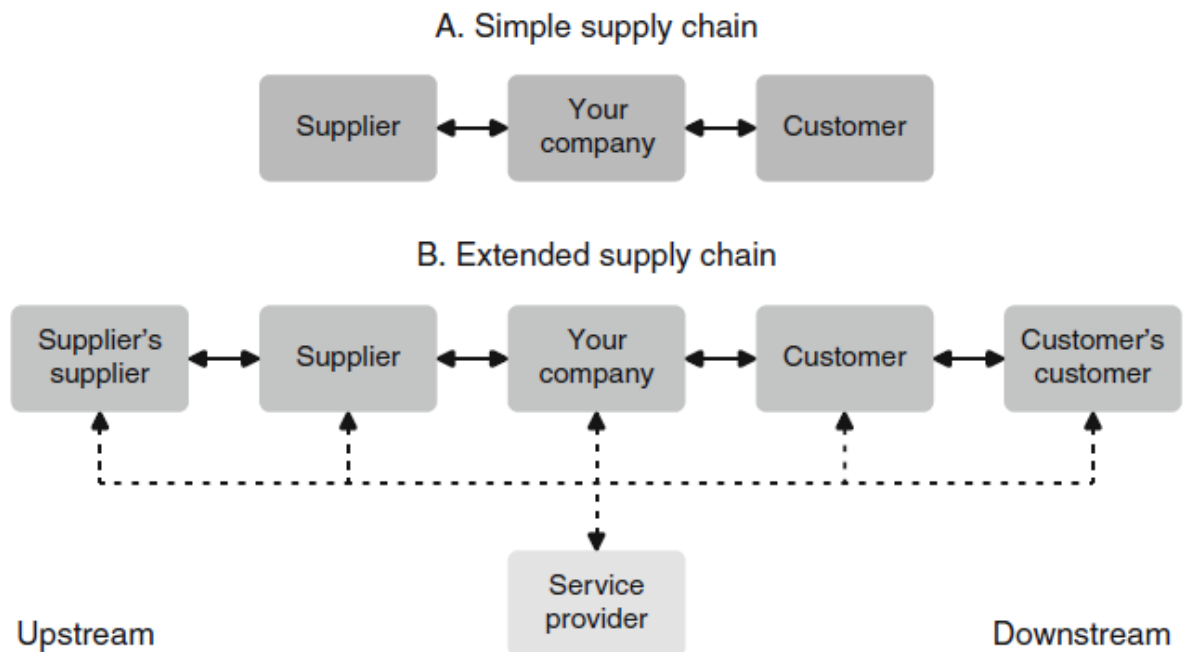 A. Simple supply chain
Supplier
Your
company
Customer
B. Extended supply chain
Supplier’s
supplier
Supplier
Your
company
Customer
Customer’s
customer
Service
provider
Upstream
Downstream